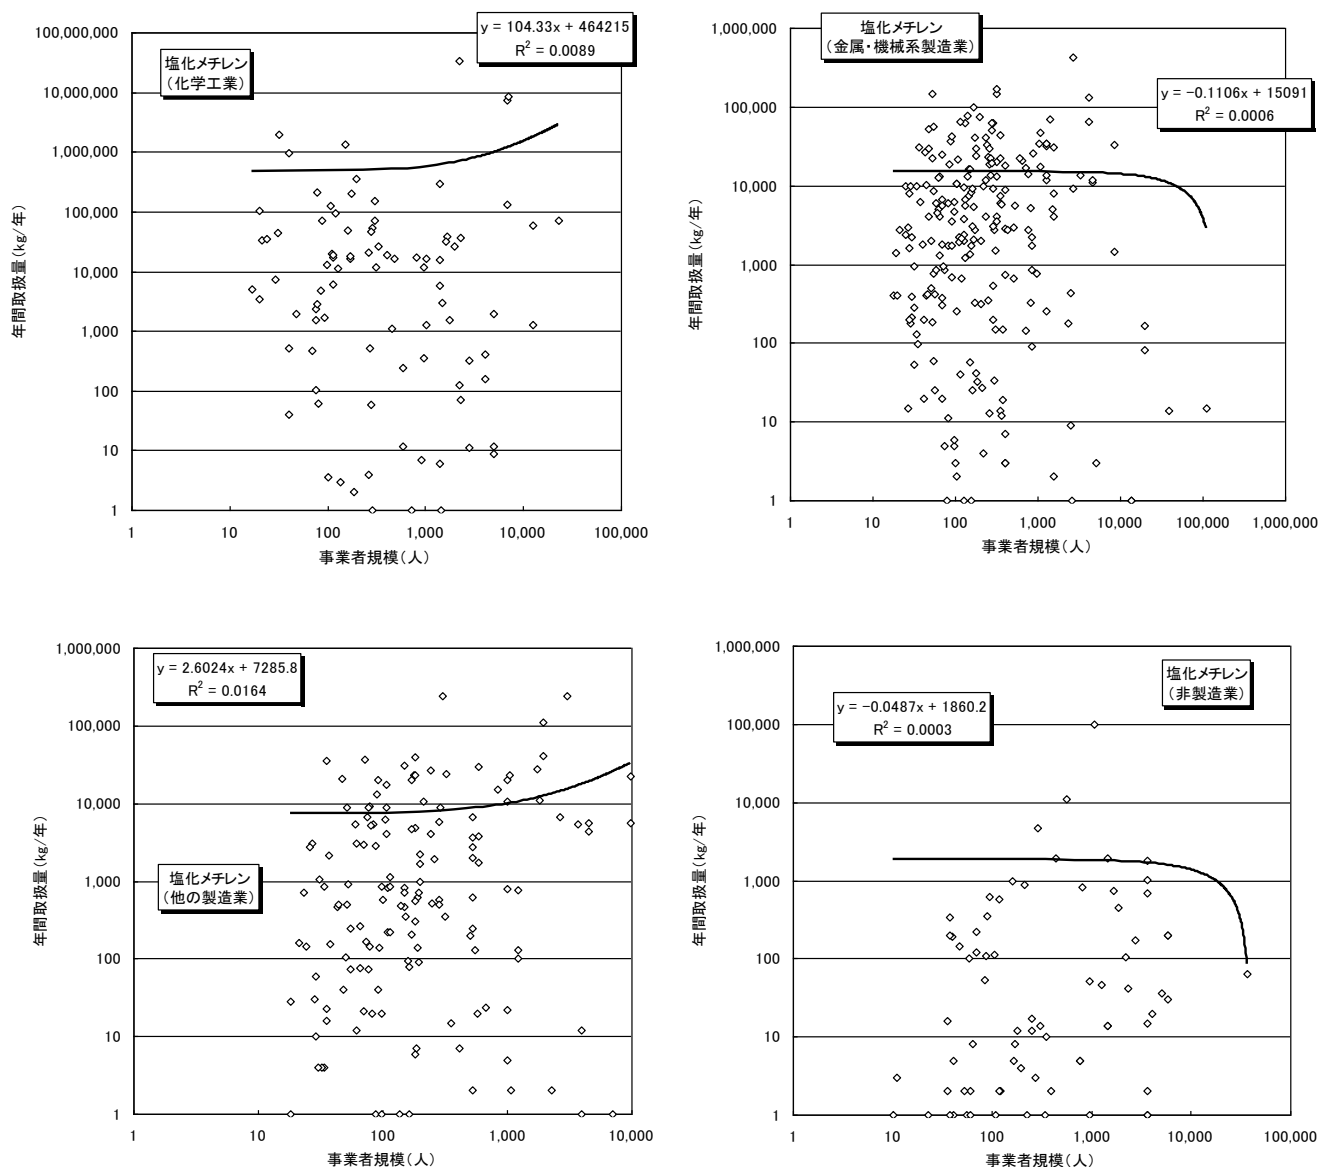 y = 104.33x + 464215
R² = 0.0089
塩化メチレン
（化学工業）
100,000,000
10,000,000
1,000,000
100,000
10,000
1,000
100
10
1
年間取扱量(kg/年)
1 10 100 1,000 10,000 100,000
事業者規模(人)
塩化メチレン
（金属・機械系製造業）
y = -0.1106x + 15091
R² = 0.0006
1,000,000
100,000
10,000
1,000
100
10
1
年間取扱量(kg/年)
1 10 100 1,000 10,000 100,000 1,000,000
事業者規模(人)
y = 2.6024x + 7285.8
R² = 0.0164
塩化メチレン
（他の製造業）
1,000,000
100,000
10,000
1,000
100
10
1
年間取扱量(kg/年)
1 10 100 1,000 10,000
事業者規模(人)
塩化メチレン
（非製造業）
y = -0.0487x + 1860.2
R² = 0.0003
1,000,000
100,000
10,000
1,000
100
10
1
年間取扱量(kg/年)
1 10 100 1,000 10,000 100,000
事業者規模(人)